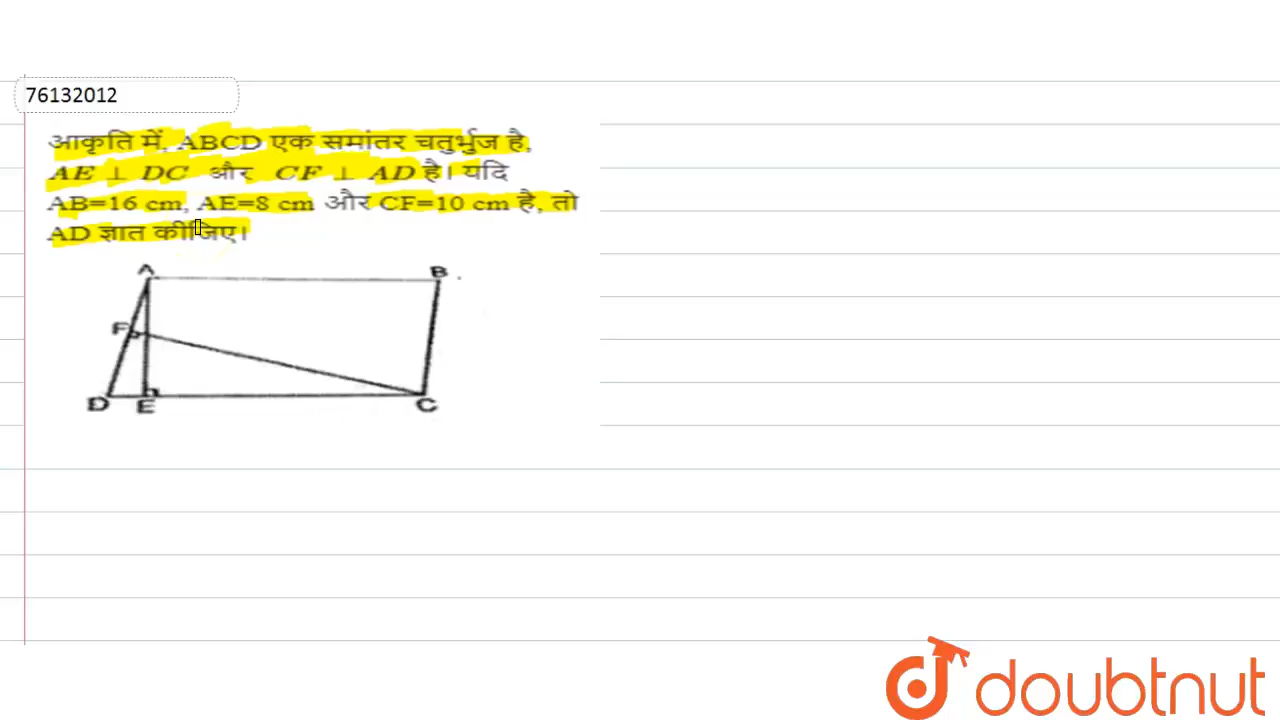 76132012
आकृति में, ABCD एक समांतर चतुर्भुज है,
AE ⊥ DC और CF ⊥ AD है। यदि
AB=16 cm, AE=8 cm और CF=10 cm है, तो
AD ज्ञात कीजिए।
A B
F
D E C
doubtnut